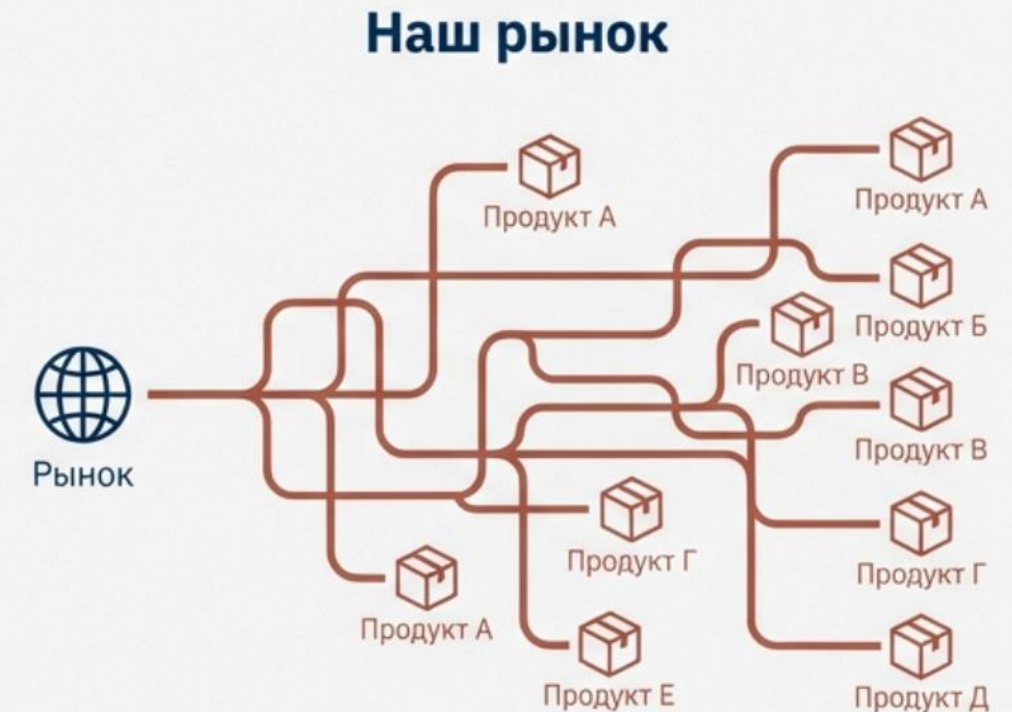 Наш рынок
Продукт А
Продукт А
Продукт Б
Продукт В
Рынок
Продукт В
Продукт Г
Продукт Г
Продукт А
Продукт Е
Продукт Д